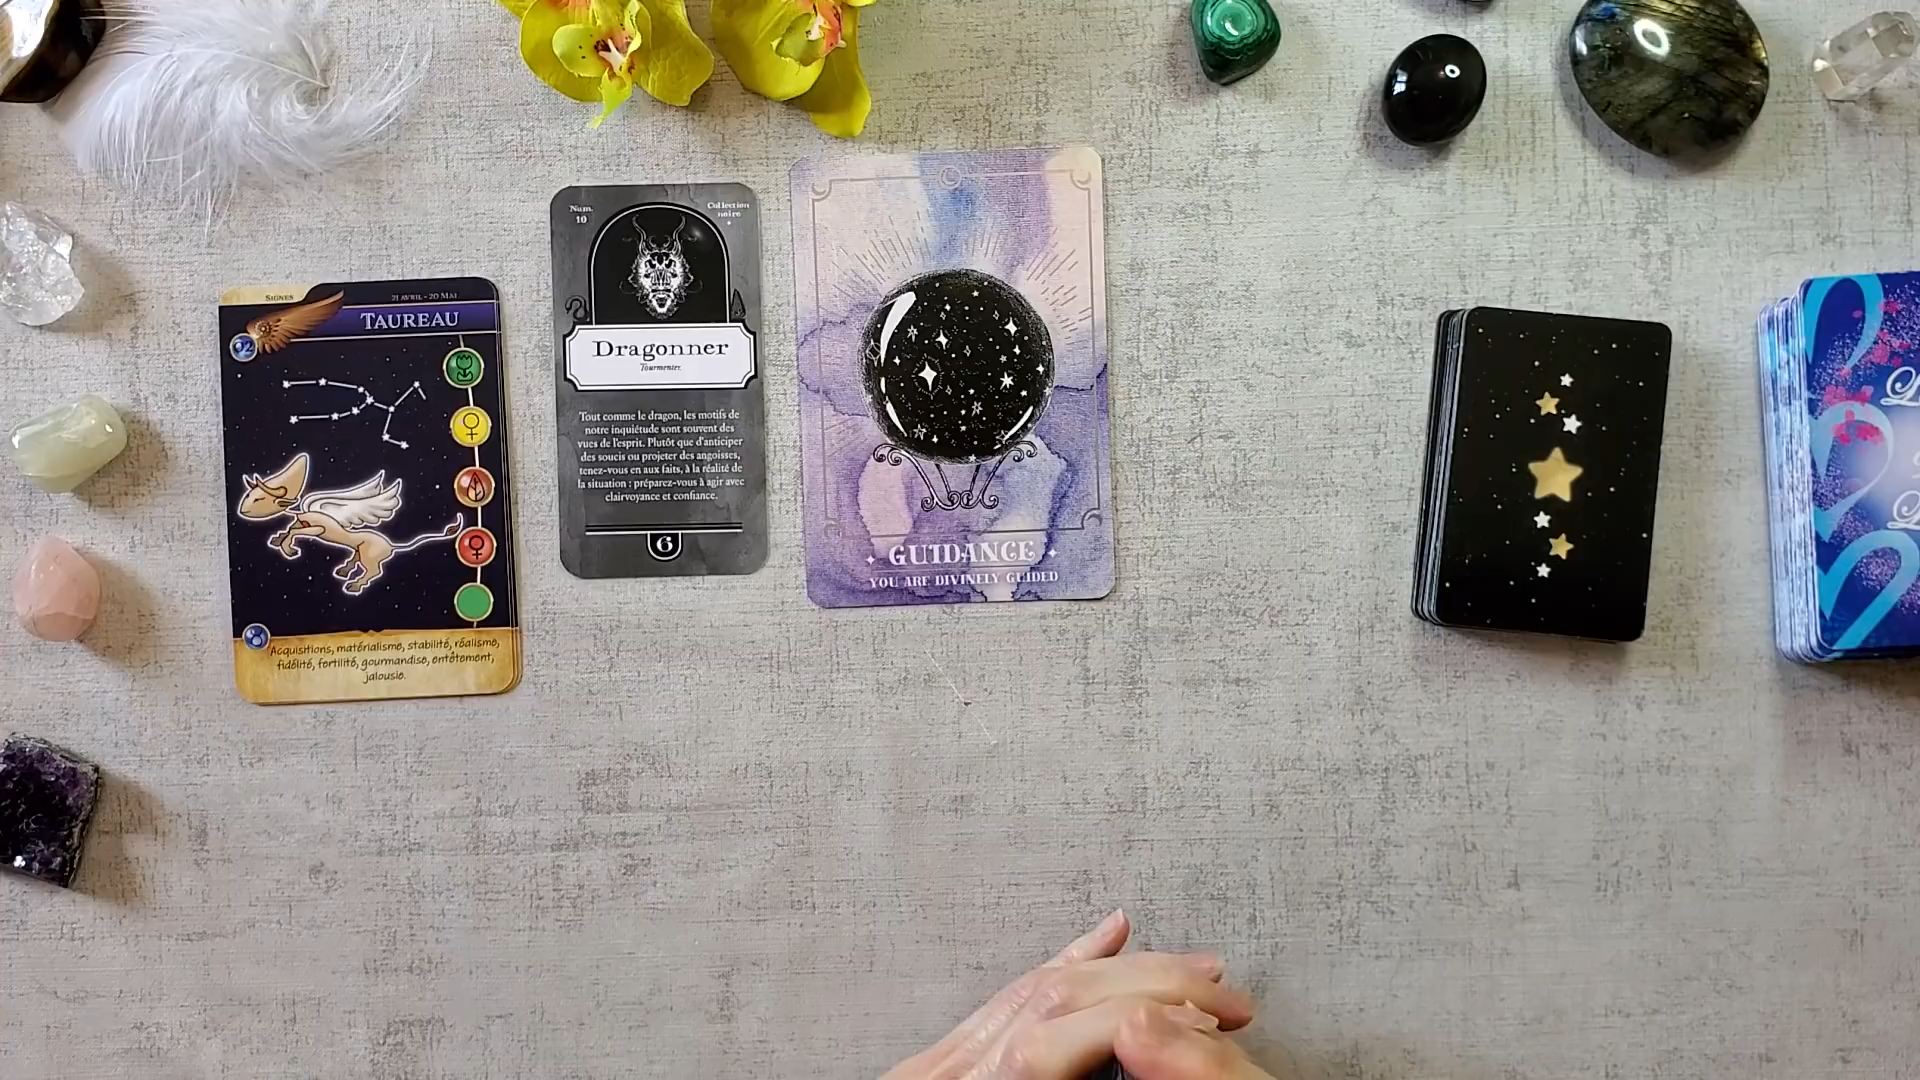 SIGNES
21 AVRIL - 20 MAI
TAUREAU
02
Acquisitions, matérialisme, stabilité, réalisme,
fidélité, fertilité, gourmandise, entêtement,
jalousie.
Num.
10
Collection
noire
Dragonner
Tourmenter.
Tout comme le dragon, les motifs de
notre inquiétude sont souvent des
vues de l'esprit. Plutôt que d'anticiper
des soucis ou projeter des angoisses,
tenez-vous en aux faits, à la réalité de
la situation : préparez-vous à agir avec
clairvoyance et confiance.
6
GUIDANCE
YOU ARE DIVINELY GUIDED